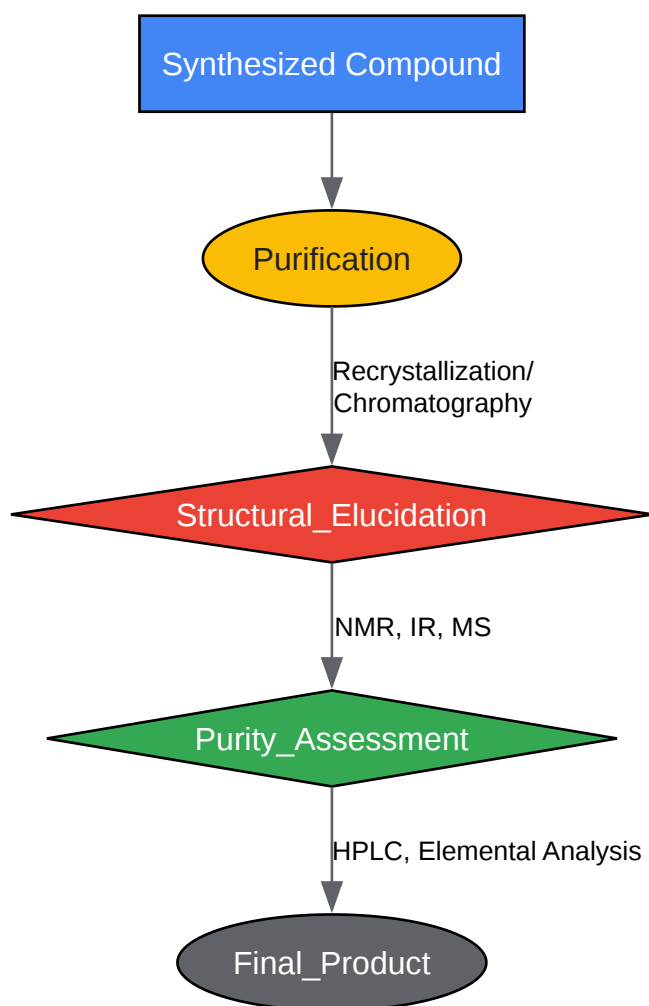 Synthesized Compound
Purification
Recrystallization/
Chromatography
Structural_Elucidation
NMR, IR, MS
Purity_Assessment
HPLC, Elemental Analysis
Final_Product